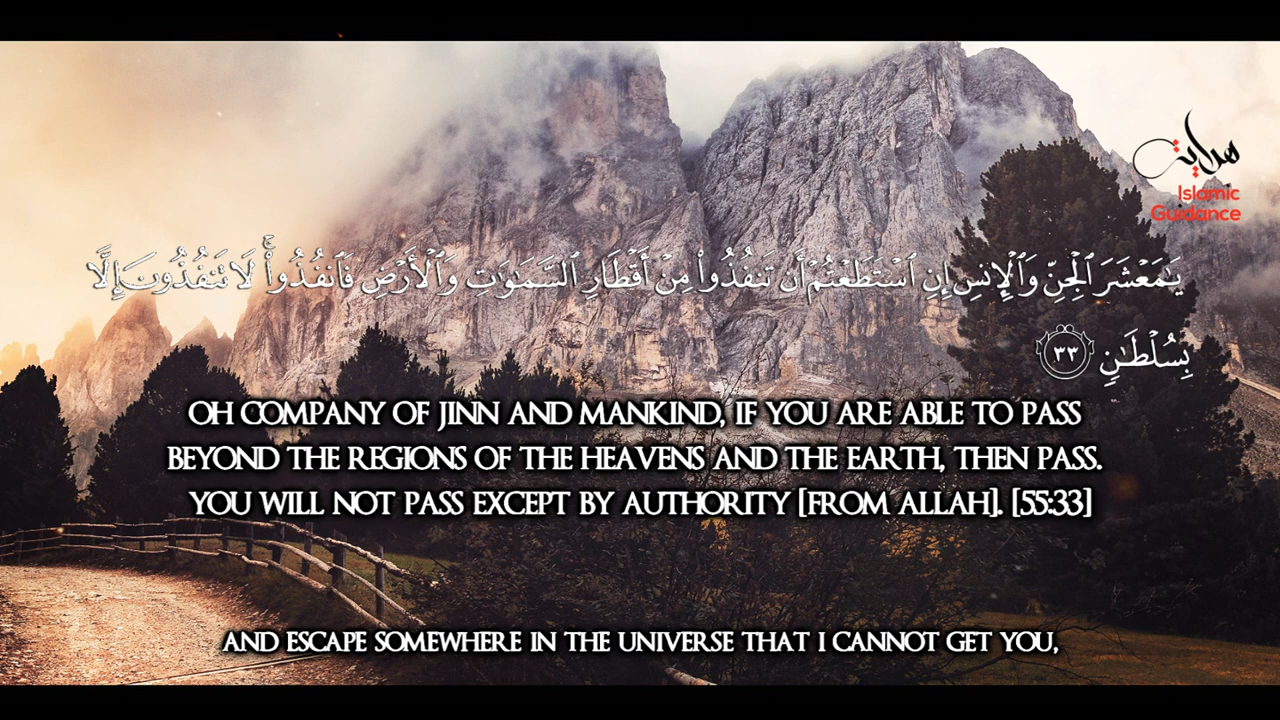 هداية
Islamic
Guidance
يَـٰمَعْشَرَ ٱلْجِنِّ وَٱلْإِنسِ إِنِ ٱسْتَطَعْتُمْ أَن تَنفُذُوا۟ مِنْ أَقْطَارِ ٱلسَّمَـٰوَٰتِ وَٱلْأَرْضِ فَٱنفُذُوا۟ ۚ لَا تَنفُذُونَ إِلَّا
بِسُلْطَـٰنٍ ٣٣
OH COMPANY OF JINN AND MANKIND, IF YOU ARE ABLE TO PASS
BEYOND THE REGIONS OF THE HEAVENS AND THE EARTH, THEN PASS.
YOU WILL NOT PASS EXCEPT BY AUTHORITY [FROM ALLAH]. [55:33]
AND ESCAPE SOMEWHERE IN THE UNIVERSE THAT I CANNOT GET YOU,